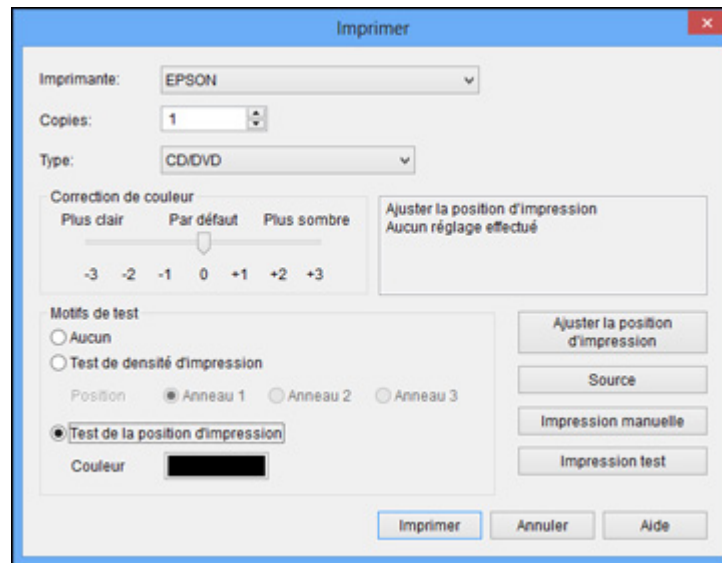 Imprimer
Imprimante: EPSON
Copies: 1
Type: CD/DVD
Correction de couleur
Plus clair Par défaut Plus sombre
-3 -2 -1 0 +1 +2 +3
Ajuster la position d'impression
Aucun réglage effectué
Motifs de test
Aucun
Test de densité d'impression
Position Anneau 1 Anneau 2 Anneau 3
Test de la position d'impression
Couleur
Ajuster la position
d'impression
Source
Impression manuelle
Impression test
Imprimer Annuler Aide